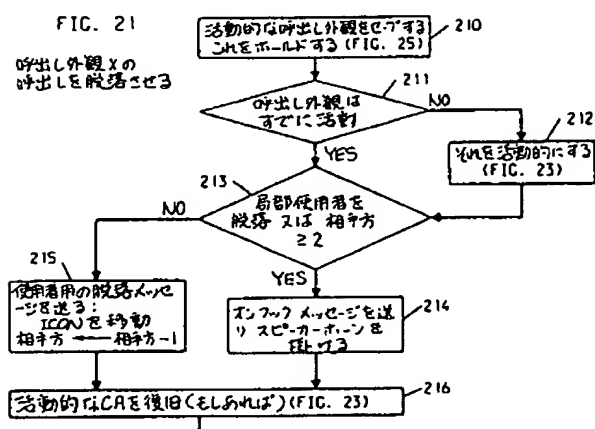 FIG. 21
呼出し外観Xの
呼出しを脱落させる
活動的な呼出し外観をセーブする
これをホールドする(FIG. 25)
210
211
呼出し外観は
すでに活動
NO
YES
212
それを活動的にする
(FIG. 23)
213
局部使用者を
脱落 又は 相手方
≥2
NO
YES
215
使用者用の脱落メッセ
ージを送る:
ICONを移動
相手方 ← 相手方-1
オンフック メッセージを送
り スピーカーホーンを
掛ける
214
活動的なCAを復旧(もしあれば)(FIG. 23)
216